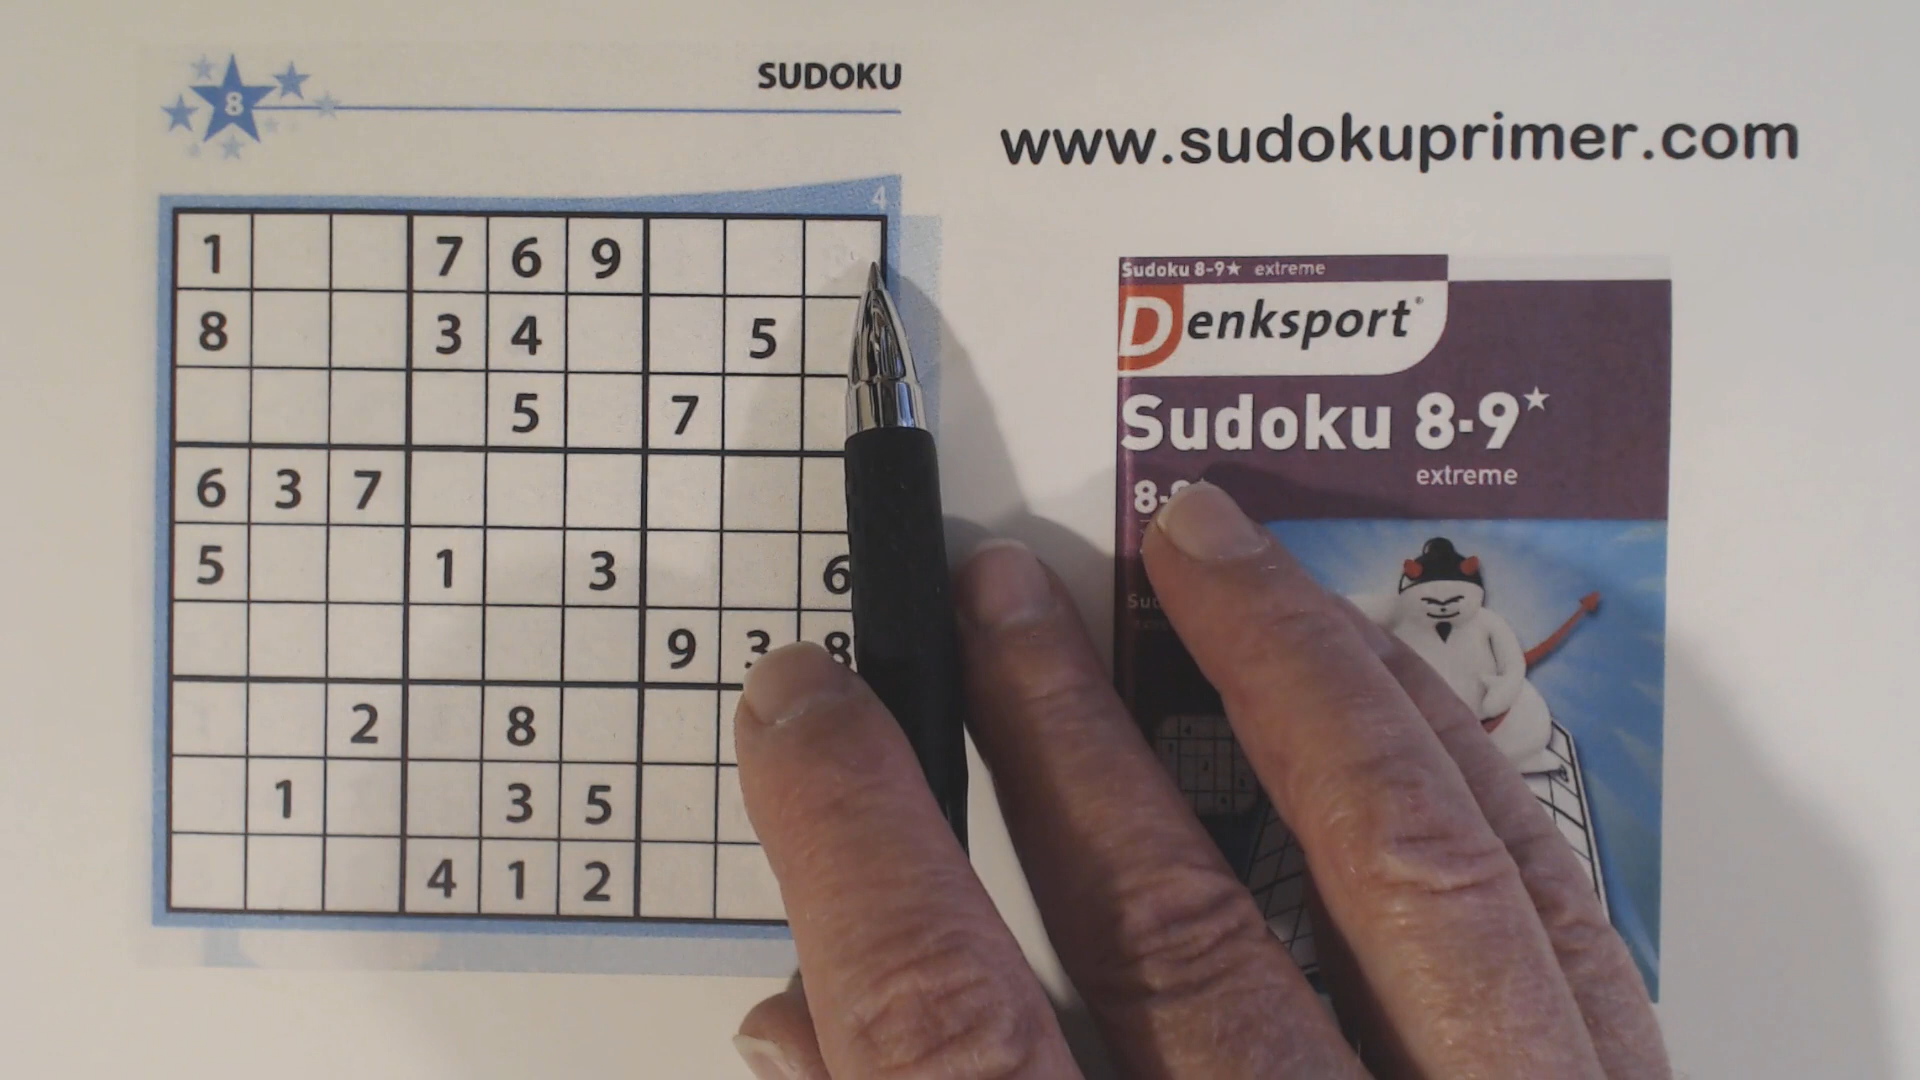 8
SUDOKU
www.sudokuprimer.com
4
1 7 6 9
8 3 4 5
5 7
6 3 7
5 1 3 6
9 3 8
2 8
1 3 5
4 1 2
Sudoku 8-9★ extreme
Denksport®
Sudoku 8-9★
extreme